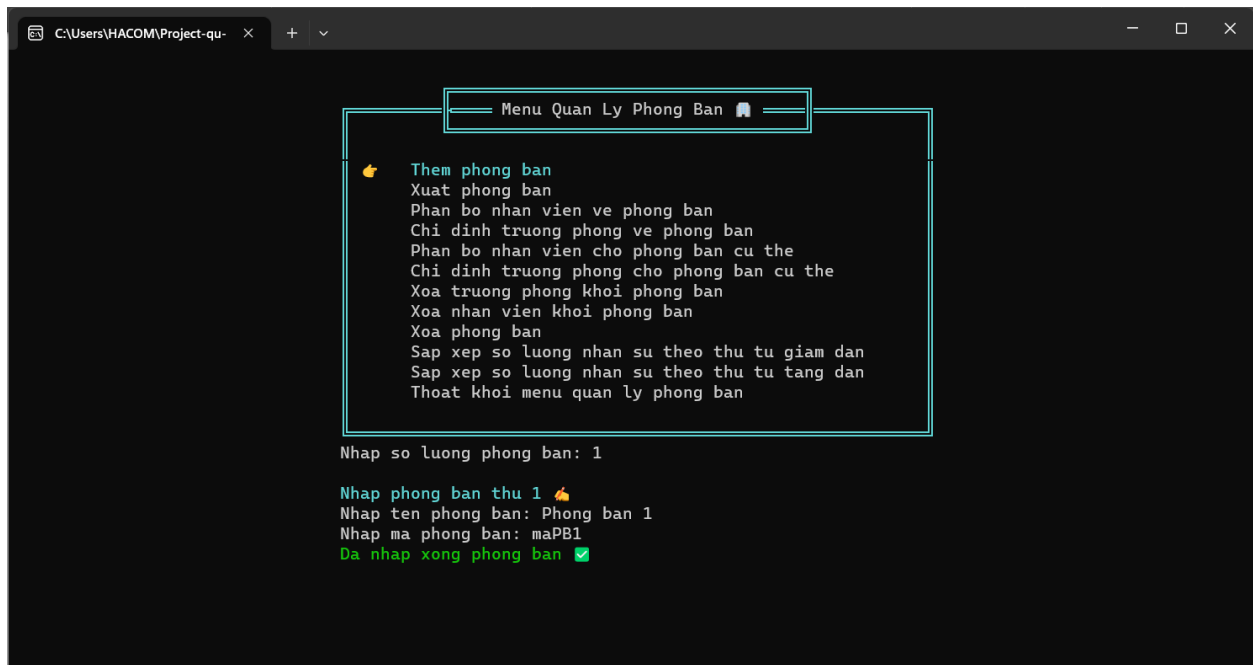 C:\Users\HACOM\Project-qu-
Menu Quan Ly Phong Ban 🏢
👉 Them phong ban
Xuat phong ban
Phan bo nhan vien ve phong ban
Chi dinh truong phong ve phong ban
Phan bo nhan vien cho phong ban cu the
Chi dinh truong phong cho phong ban cu the
Xoa truong phong khoi phong ban
Xoa nhan vien khoi phong ban
Xoa phong ban
Sap xep so luong nhan su theo thu tu giam dan
Sap xep so luong nhan su theo thu tu tang dan
Thoat khoi menu quan ly phong ban
Nhap so luong phong ban: 1
Nhap phong ban thu 1 ✍
Nhap ten phong ban: Phong ban 1
Nhap ma phong ban: maPB1
Da nhap xong phong ban ✅